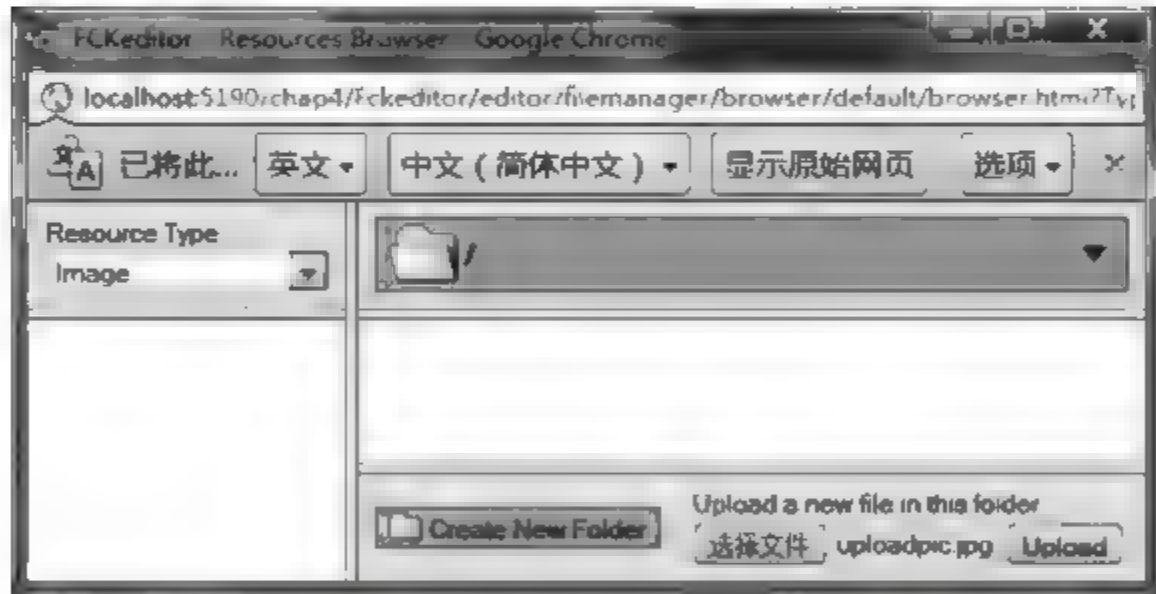 FCKeditor Resources Browser Google Chrome
localhost:5190/chap4/Fckeditor/editor/filemanager/browser/default/browser.html?Typ
已将此... 英文 中文 ( 简体中文 ) 显示原始网页 选项
Resource Type
Image
/
Create New Folder
Upload a new file in this folder
选择文件 uploadpic.jpg Upload